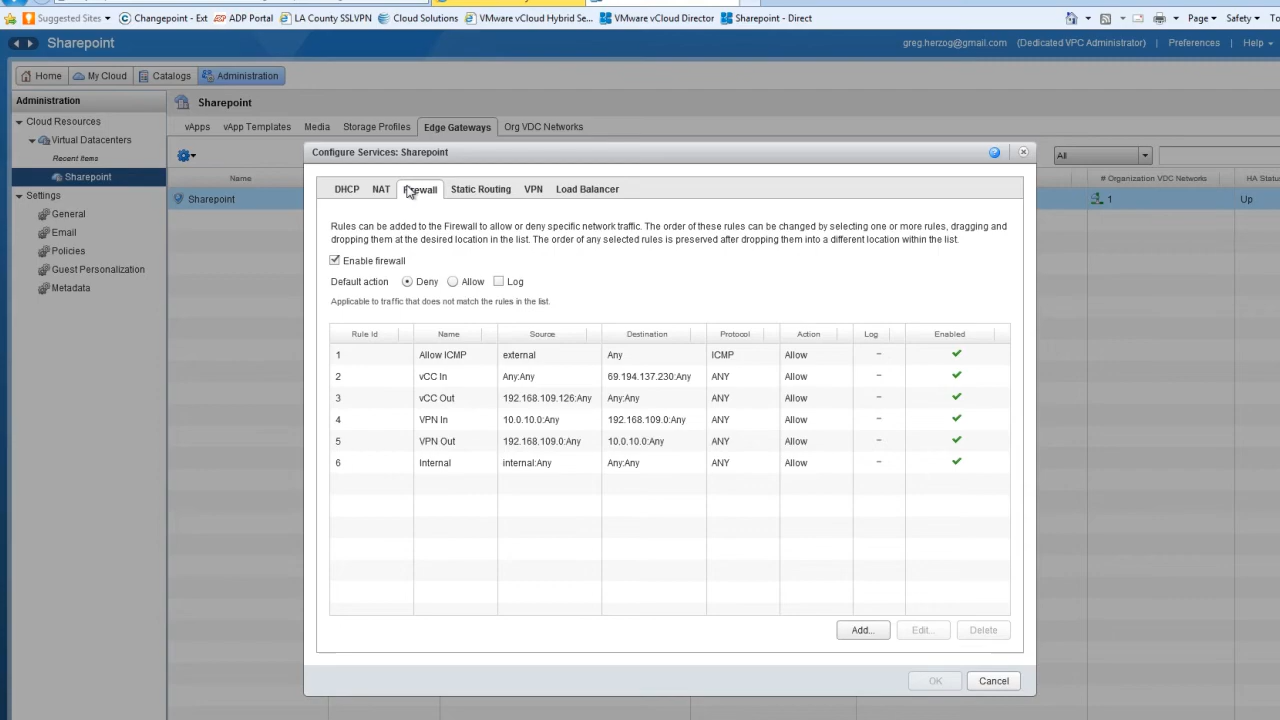 Suggested Sites Changepoint - Ext ADP Portal LA County SSLVPN Cloud Solutions VMware vCloud Hybrid Se... VMware vCloud Director Sharepoint - Direct Page Safety
Sharepoint greg.herzog@gmail.com (Dedicated VPC Administrator) | Preferences | Help
Home My Cloud Catalogs Administration
Administration
Cloud Resources
Virtual Datacenters
Recent Items
Sharepoint
Settings
General
Email
Policies
Guest Personalization
Metadata
Sharepoint
vApps vApp Templates Media Storage Profiles Edge Gateways Org VDC Networks
All
Name # Organization VDC Networks HA Status
Sharepoint 1 Up
Configure Services: Sharepoint
DHCP NAT Firewall Static Routing VPN Load Balancer
Rules can be added to the Firewall to allow or deny specific network traffic. The order of these rules can be changed by selecting one or more rules, dragging and
dropping them at the desired location in the list. The order of any selected rules is preserved after dropping them into a different location within the list.
Enable firewall
Default action Deny Allow Log
Applicable to traffic that does not match the rules in the list.
Rule Id Name Source Destination Protocol Action Log Enabled
1 Allow ICMP external Any ICMP Allow -
2 vCC In Any:Any 69.194.137.230:Any ANY Allow -
3 vCC Out 192.168.109.126:Any Any:Any ANY Allow -
4 VPN In 10.0.10.0:Any 192.168.109.0:Any ANY Allow -
5 VPN Out 192.168.109.0:Any 10.0.10.0:Any ANY Allow -
6 Internal internal:Any Any:Any ANY Allow -
Add... Edit... Delete
OK Cancel